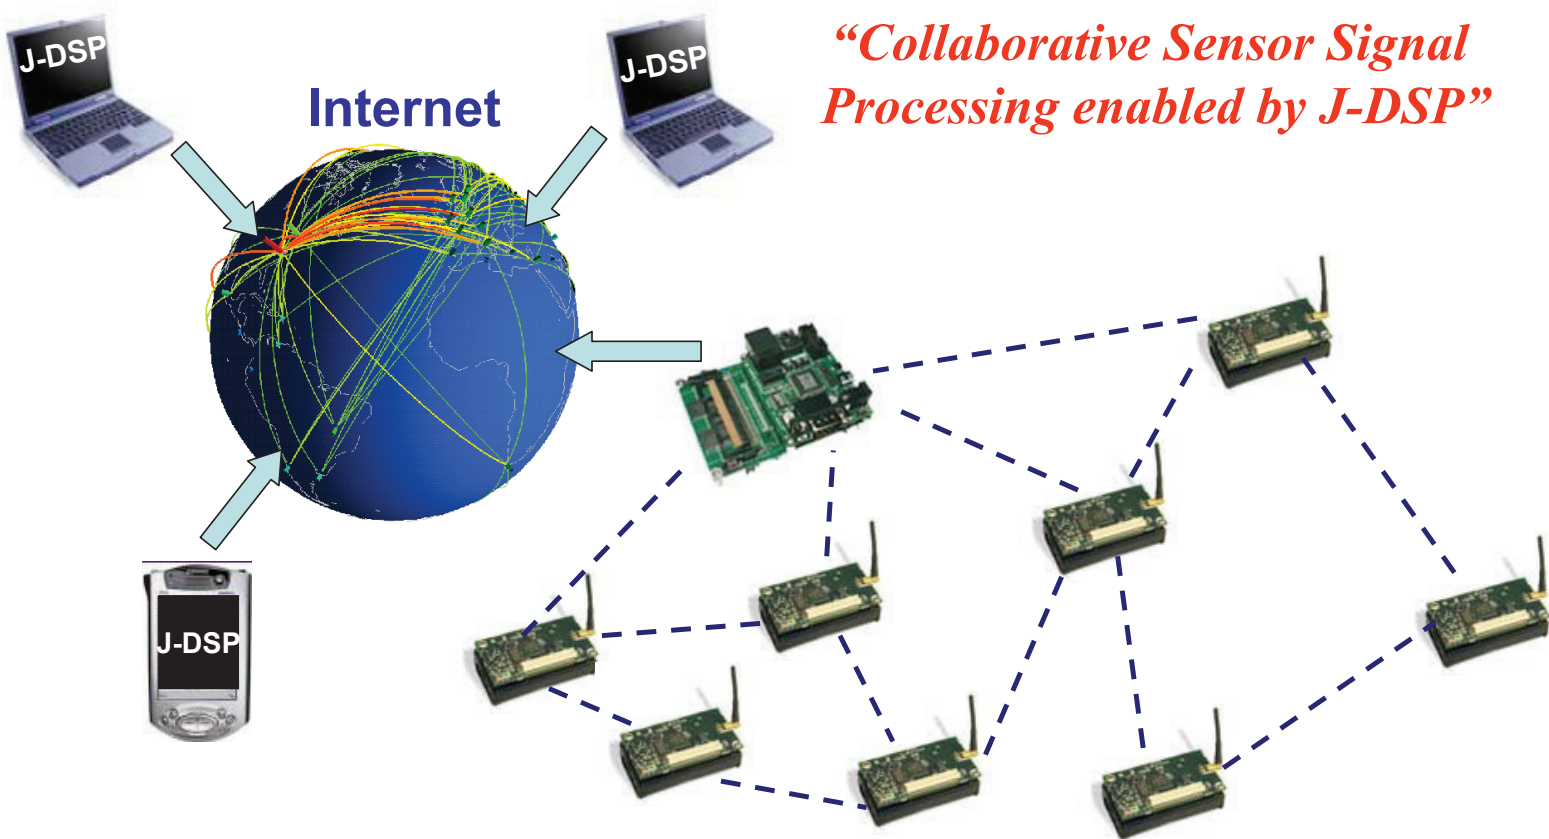 J-DSP
J-DSP
Internet
“Collaborative Sensor Signal
Processing enabled by J-DSP”
J-DSP